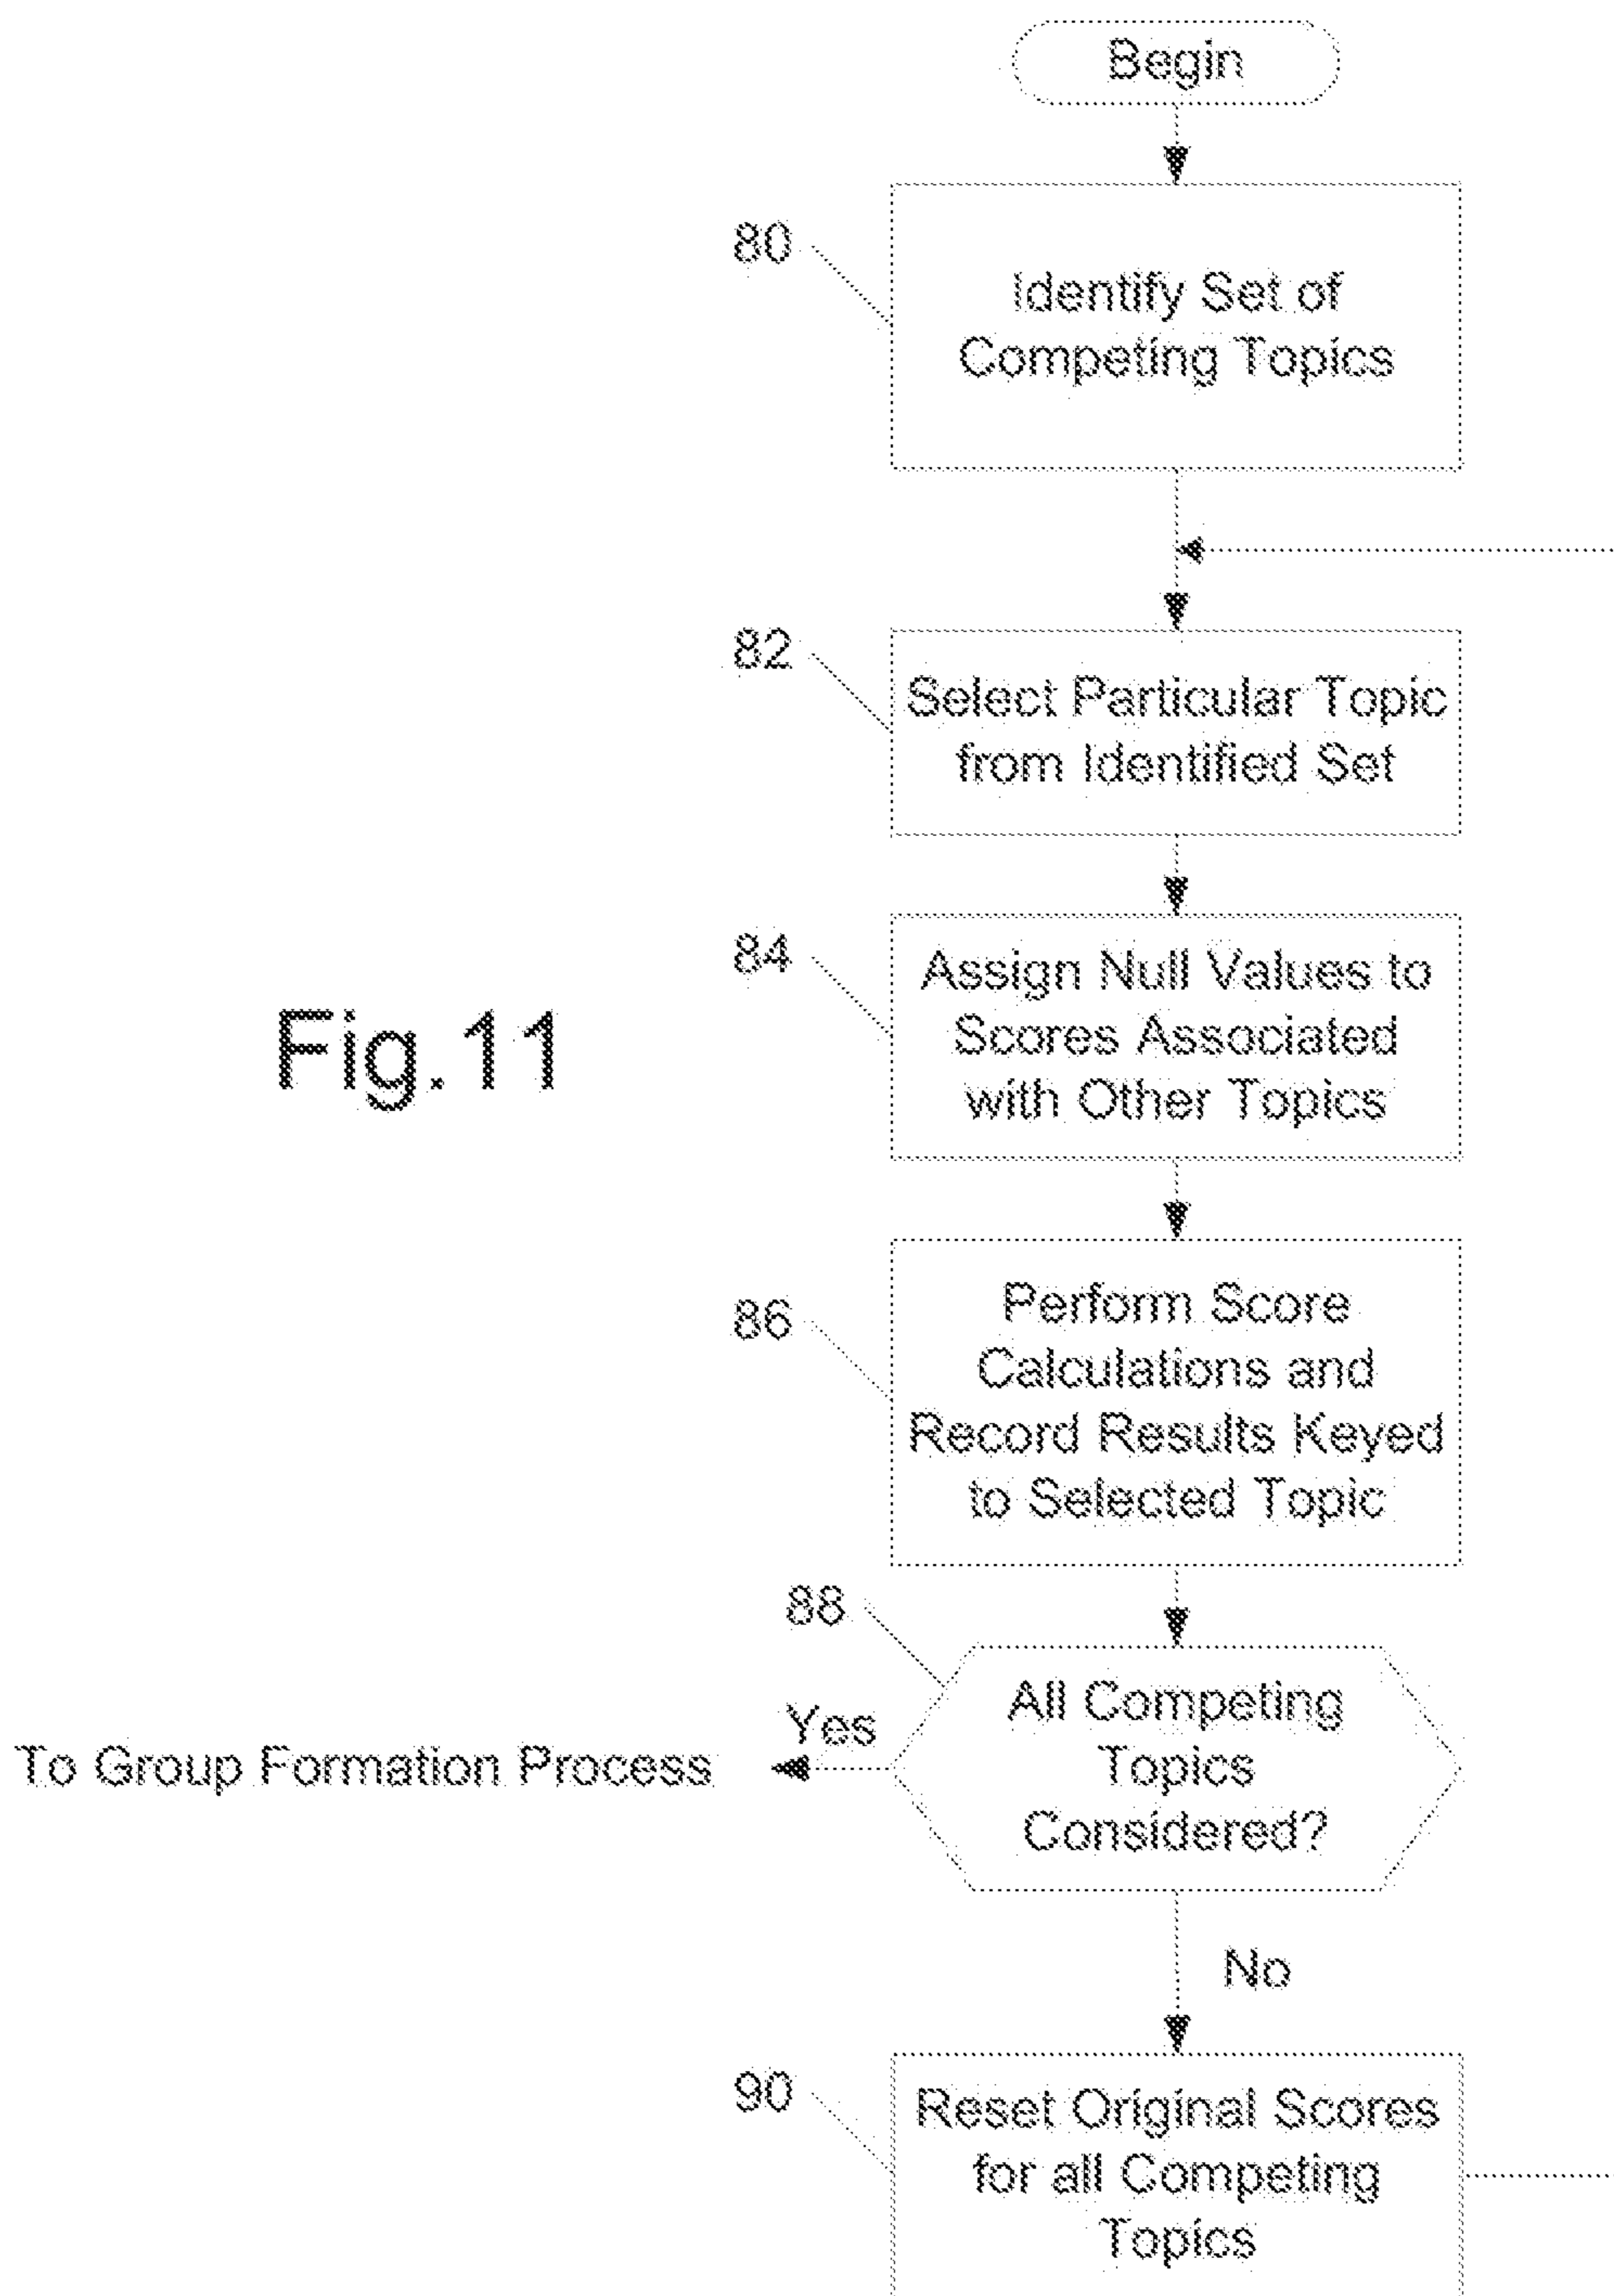 Begin
80
Identify Set of
Competing Topics
82
Select Particular Topic
from Identified Set
84
Assign Null Values to
Scores Associated
with Other Topics
Fig.11
86
Perform Score
Calculations and
Record Results Keyed
to Selected Topic
88
All Competing
Topics
Considered?
Yes
To Group Formation Process
No
90
Reset Original Scores
for all Competing
Topics